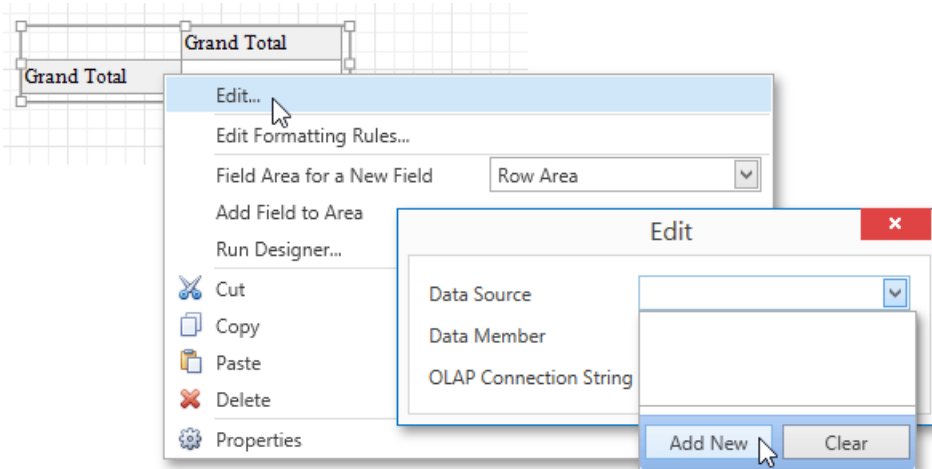 Grand Total
Grand Total
Edit...
Edit Formatting Rules...
Field Area for a New Field Row Area
Add Field to Area
Run Designer...
Cut
Copy
Paste
Delete
Properties
Edit
Data Source
Data Member
OLAP Connection String
Add New Clear